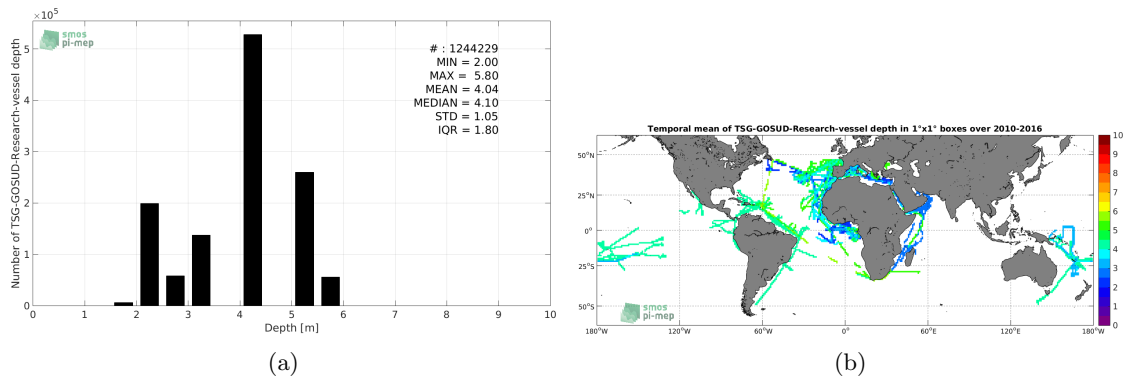 ×10⁵
smos
pi-mep
# : 1244229
MIN = 2.00
MAX = 5.80
MEAN = 4.04
MEDIAN = 4.10
STD = 1.05
IQR = 1.80
Number of TSG-GOSUD-Research-vessel depth
5
4
3
2
1
0
0 1 2 3 4 5 6 7 8 9 10
Depth [m]
(a)
Temporal mean of TSG-GOSUD-Research-vessel depth in 1°x1° boxes over 2010-2016
50°N
25°N
0°
25°S
50°S
smos
pi-mep
180°W 120°W 60°W 0° 60°E 120°E 180°E
10
9
8
7
6
5
4
3
2
1
0
(b)